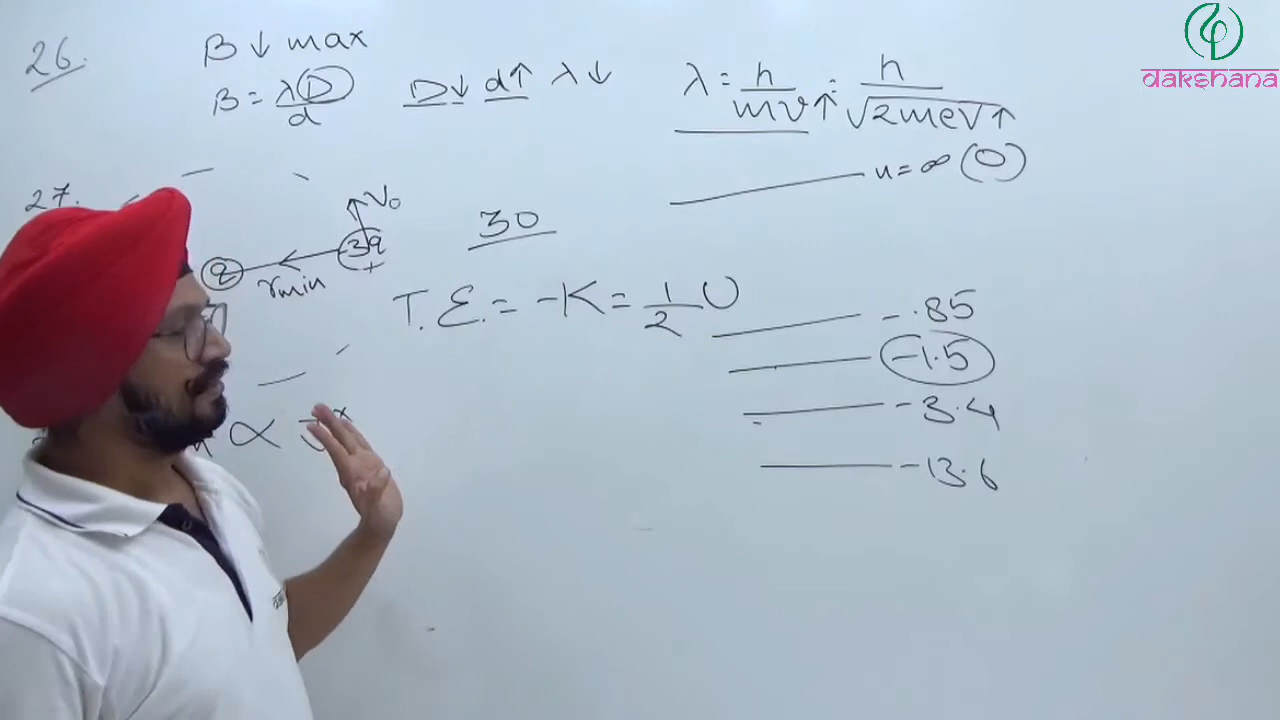 dakshana
26.
B ↓ max
B = λD/d
D↓ d↑ λ↓
λ = h/mv↑ = h/√2meV↑
n = ∞ (0)
27.
V₀
q
3q
+
rmin
30
T.E. = -K = 1/2 U
-.85
-1.5
-3.4
-13.6
∝